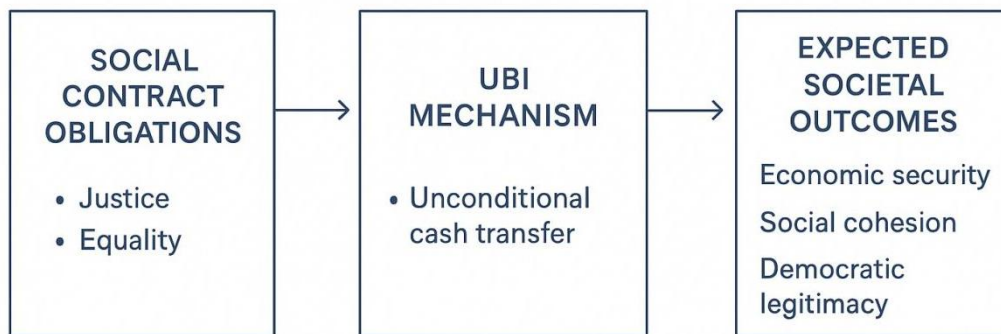 SOCIAL
CONTRACT
OBLIGATIONS
• Justice
• Equality
UBI
MECHANISM
• Unconditional
cash transfer
EXPECTED
SOCIETAL
OUTCOMES
Economic security
Social cohesion
Democratic
legitimacy